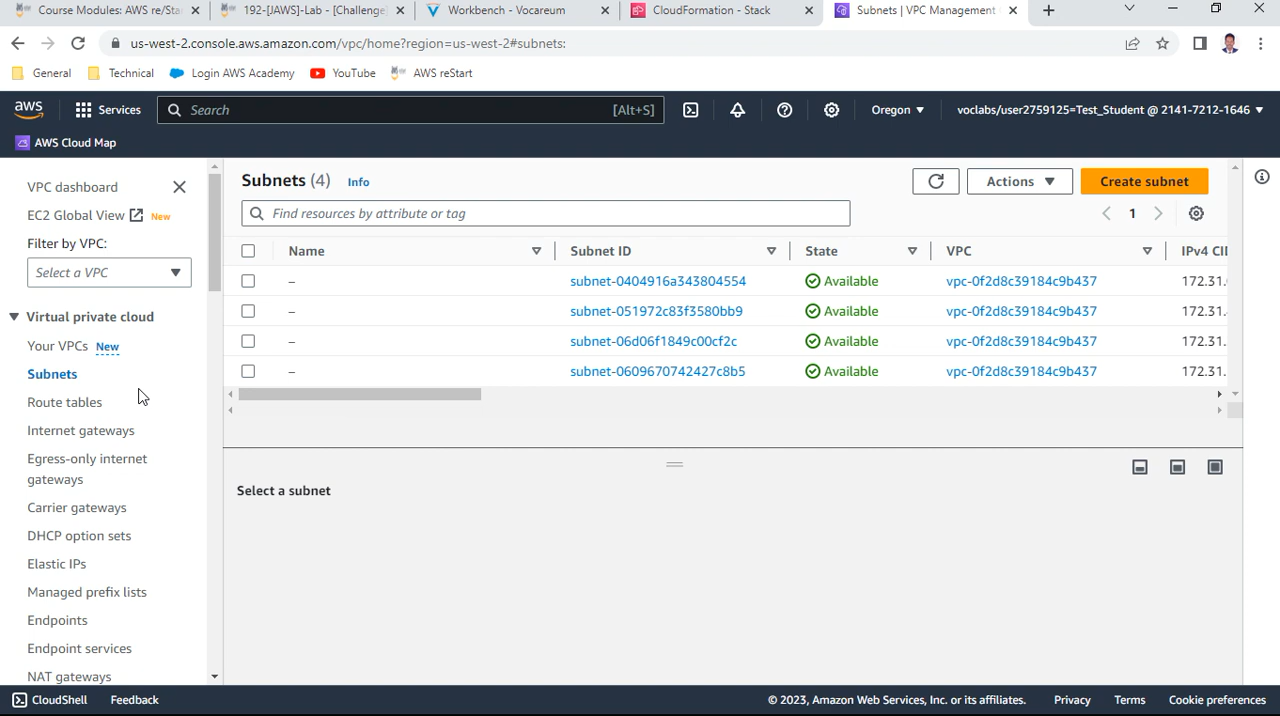 Course Modules: AWS re/Sta
192-[JAWS]-Lab - [Challenge
Workbench - Vocareum
CloudFormation - Stack
Subnets | VPC Management
us-west-2.console.aws.amazon.com/vpc/home?region=us-west-2#subnets:
General
Technical
Login AWS Academy
YouTube
AWS reStart
aws
Services
Search
[Alt+S]
Oregon
voclabs/user2759125=Test_Student @ 2141-7212-1646
AWS Cloud Map
VPC dashboard
EC2 Global View New
Filter by VPC:
Select a VPC
Virtual private cloud
Your VPCs New
Subnets
Route tables
Internet gateways
Egress-only internet
gateways
Carrier gateways
DHCP option sets
Elastic IPs
Managed prefix lists
Endpoints
Endpoint services
NAT gateways
Subnets (4) Info
Actions
Create subnet
Find resources by attribute or tag
1
Name Subnet ID State VPC IPv4 CI
– subnet-0404916a343804554 Available vpc-0f2d8c39184c9b437 172.31.
– subnet-051972c83f3580bb9 Available vpc-0f2d8c39184c9b437 172.31.
– subnet-06d06f1849c00cf2c Available vpc-0f2d8c39184c9b437 172.31.
– subnet-0609670742427c8b5 Available vpc-0f2d8c39184c9b437 172.31.
Select a subnet
CloudShell
Feedback
© 2023, Amazon Web Services, Inc. or its affiliates.
Privacy
Terms
Cookie preferences